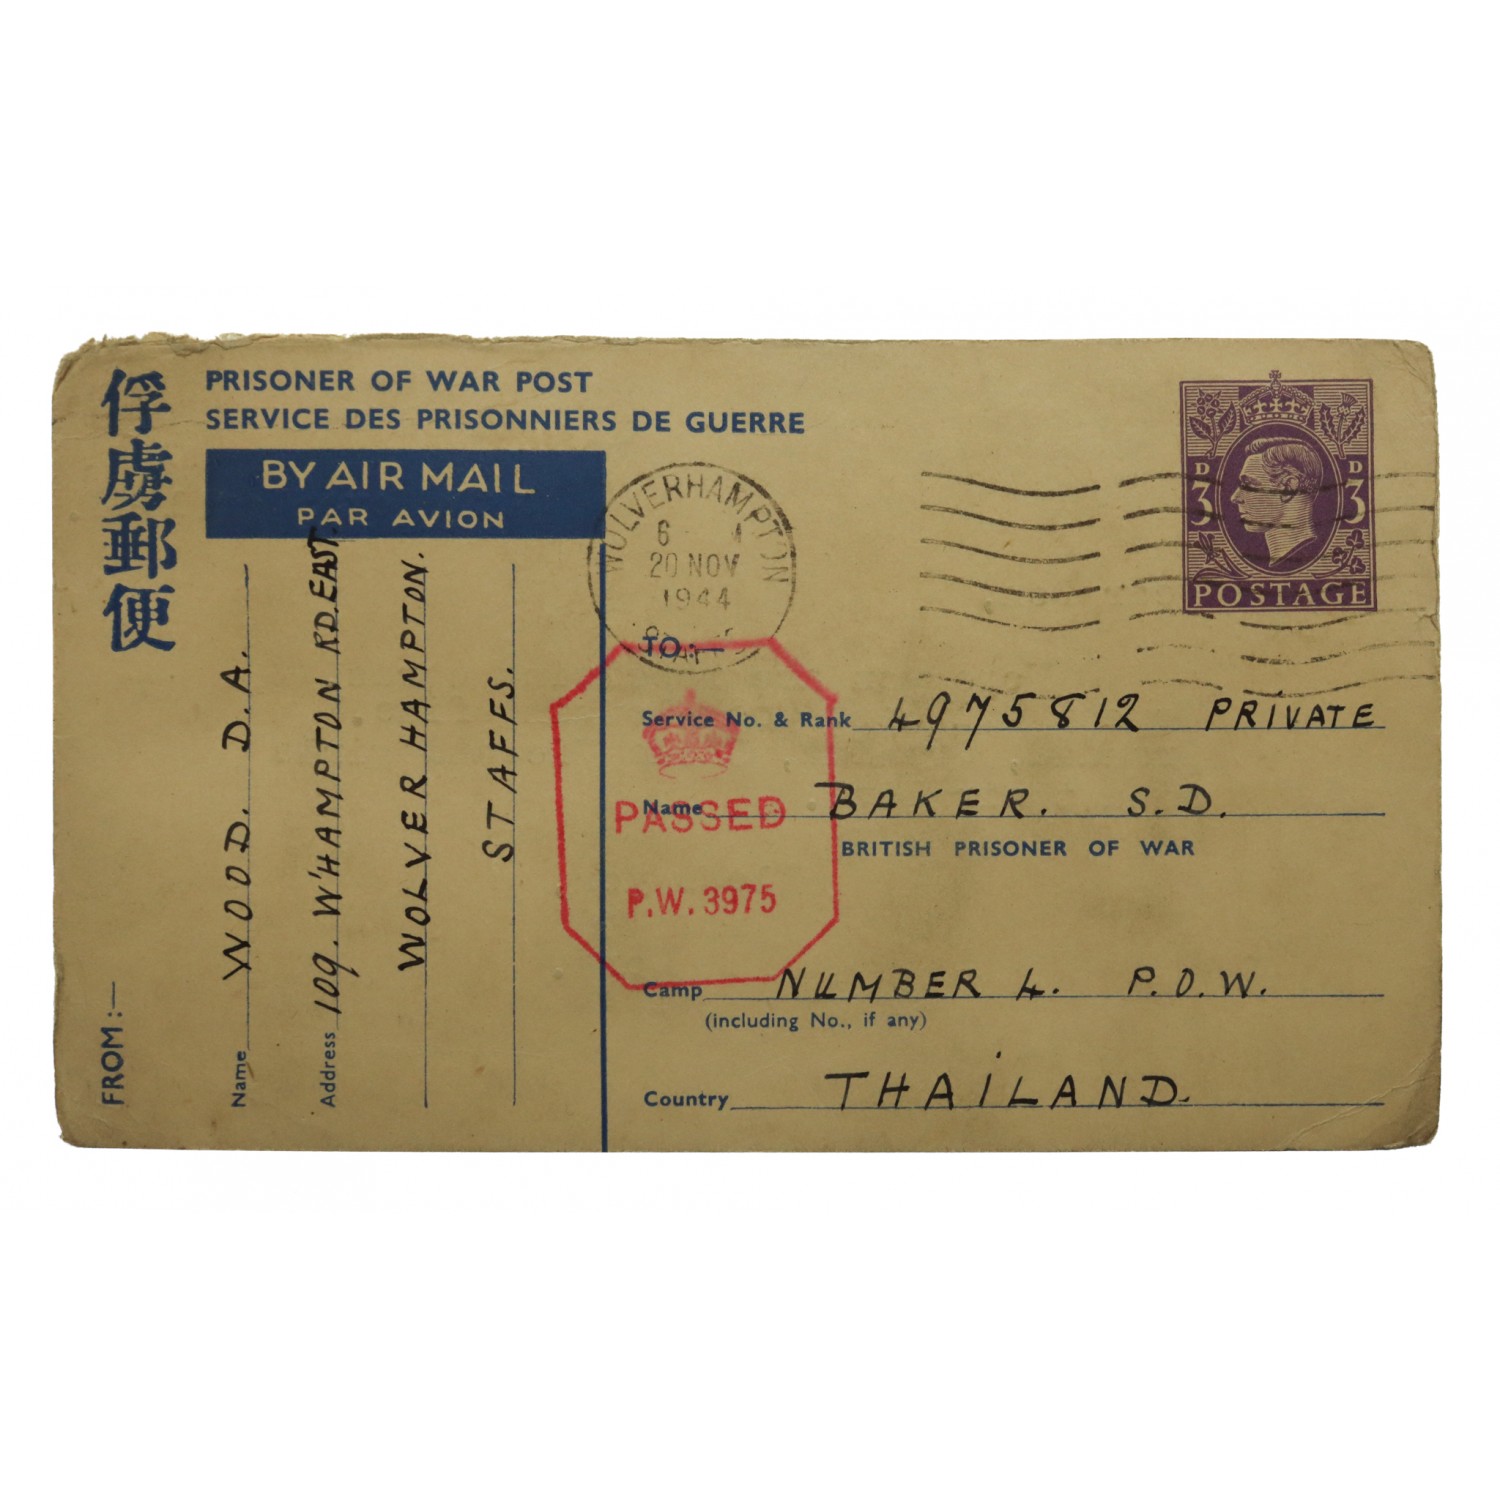 俘虜郵便
PRISONER OF WAR POST
SERVICE DES PRISONNIERS DE GUERRE
BY AIR MAIL
PAR AVION
FROM:—
Name WOOD. D.A.
Address 109. W'HAMPTON RD.EAST.
WOLVERHAMPTON.
STAFFS.
WOLVERHAMPTON
6
20 NOV
1944
D D
3 3
POSTAGE
TO:—
Service No. & Rank 4975812 PRIVATE
Name BAKER. S.D.
BRITISH PRISONER OF WAR
PASSED
P.W. 3975
Camp NUMBER 4. P.O.W.
(including No., if any)
Country THAILAND.